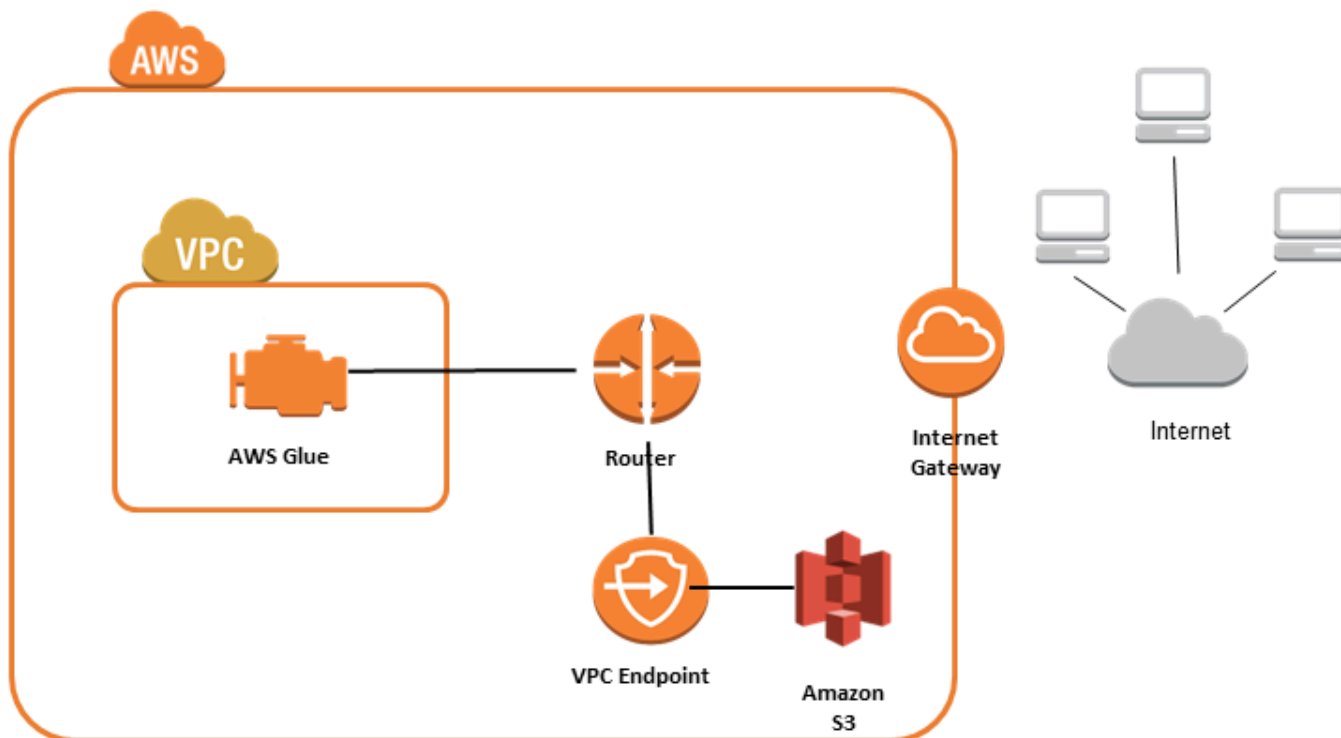 AWS
VPC
AWS Glue
Router
Internet
Gateway
Internet
VPC Endpoint
Amazon
S3